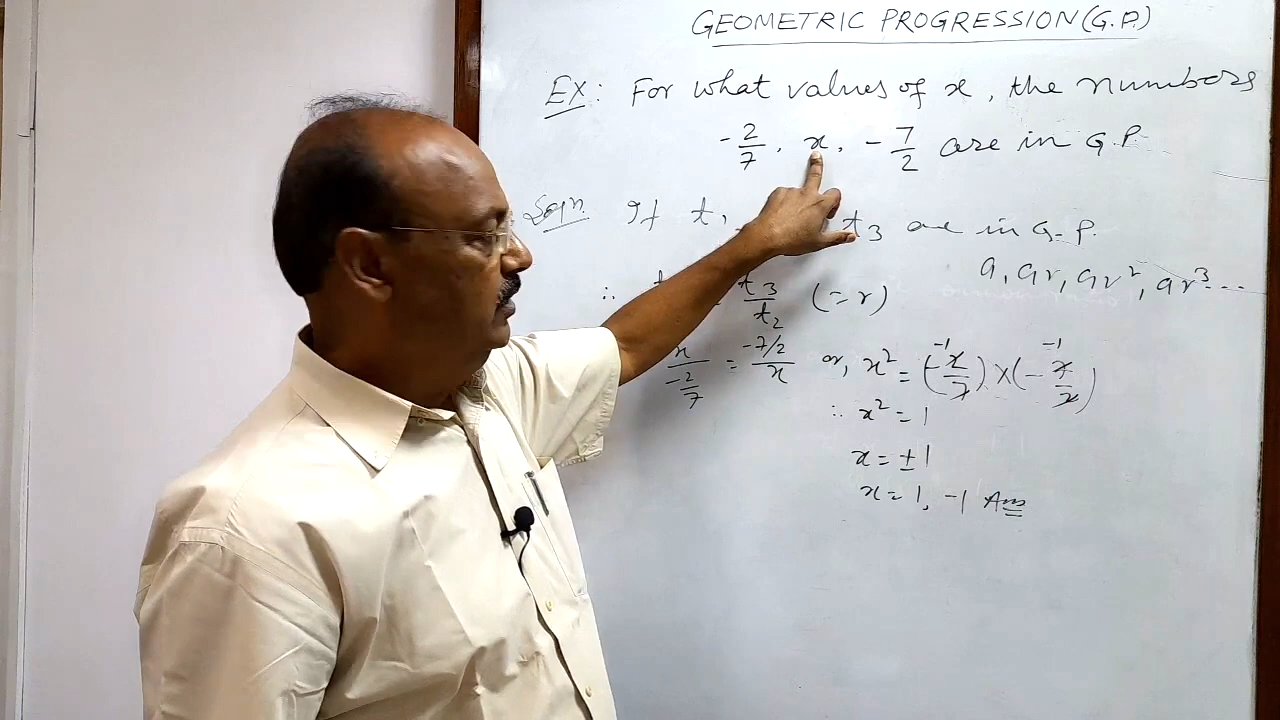 GEOMETRIC PROGRESSION (G.P.)
Ex: For what values of x, the numbers
-2/7, x, -7/2 are in G.P.
Soln. If t, t3 are in G.P.
a, ar, ar², ar³...
∴ = t3/t2 (= r)
x/(-2/7) = (-7/2)/x or, x² = (-2/7) × (-7/2)
-1 -1
∴ x² = 1
x = ±1
x = 1, -1 Ans